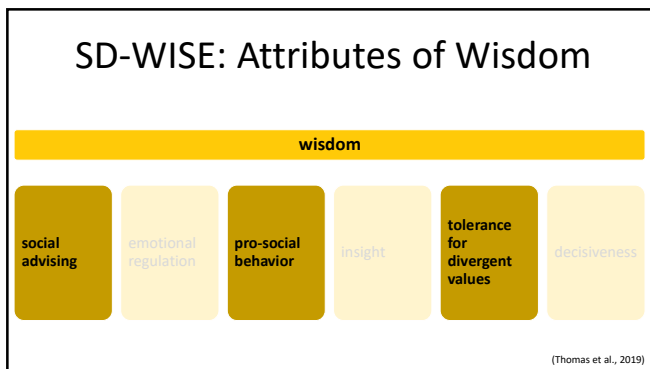 SD-WISE: Attributes of Wisdom
wisdom
social
advising
emotional
regulation
pro-social
behavior
insight
tolerance
for
divergent
values
decisiveness
(Thomas et al., 2019)